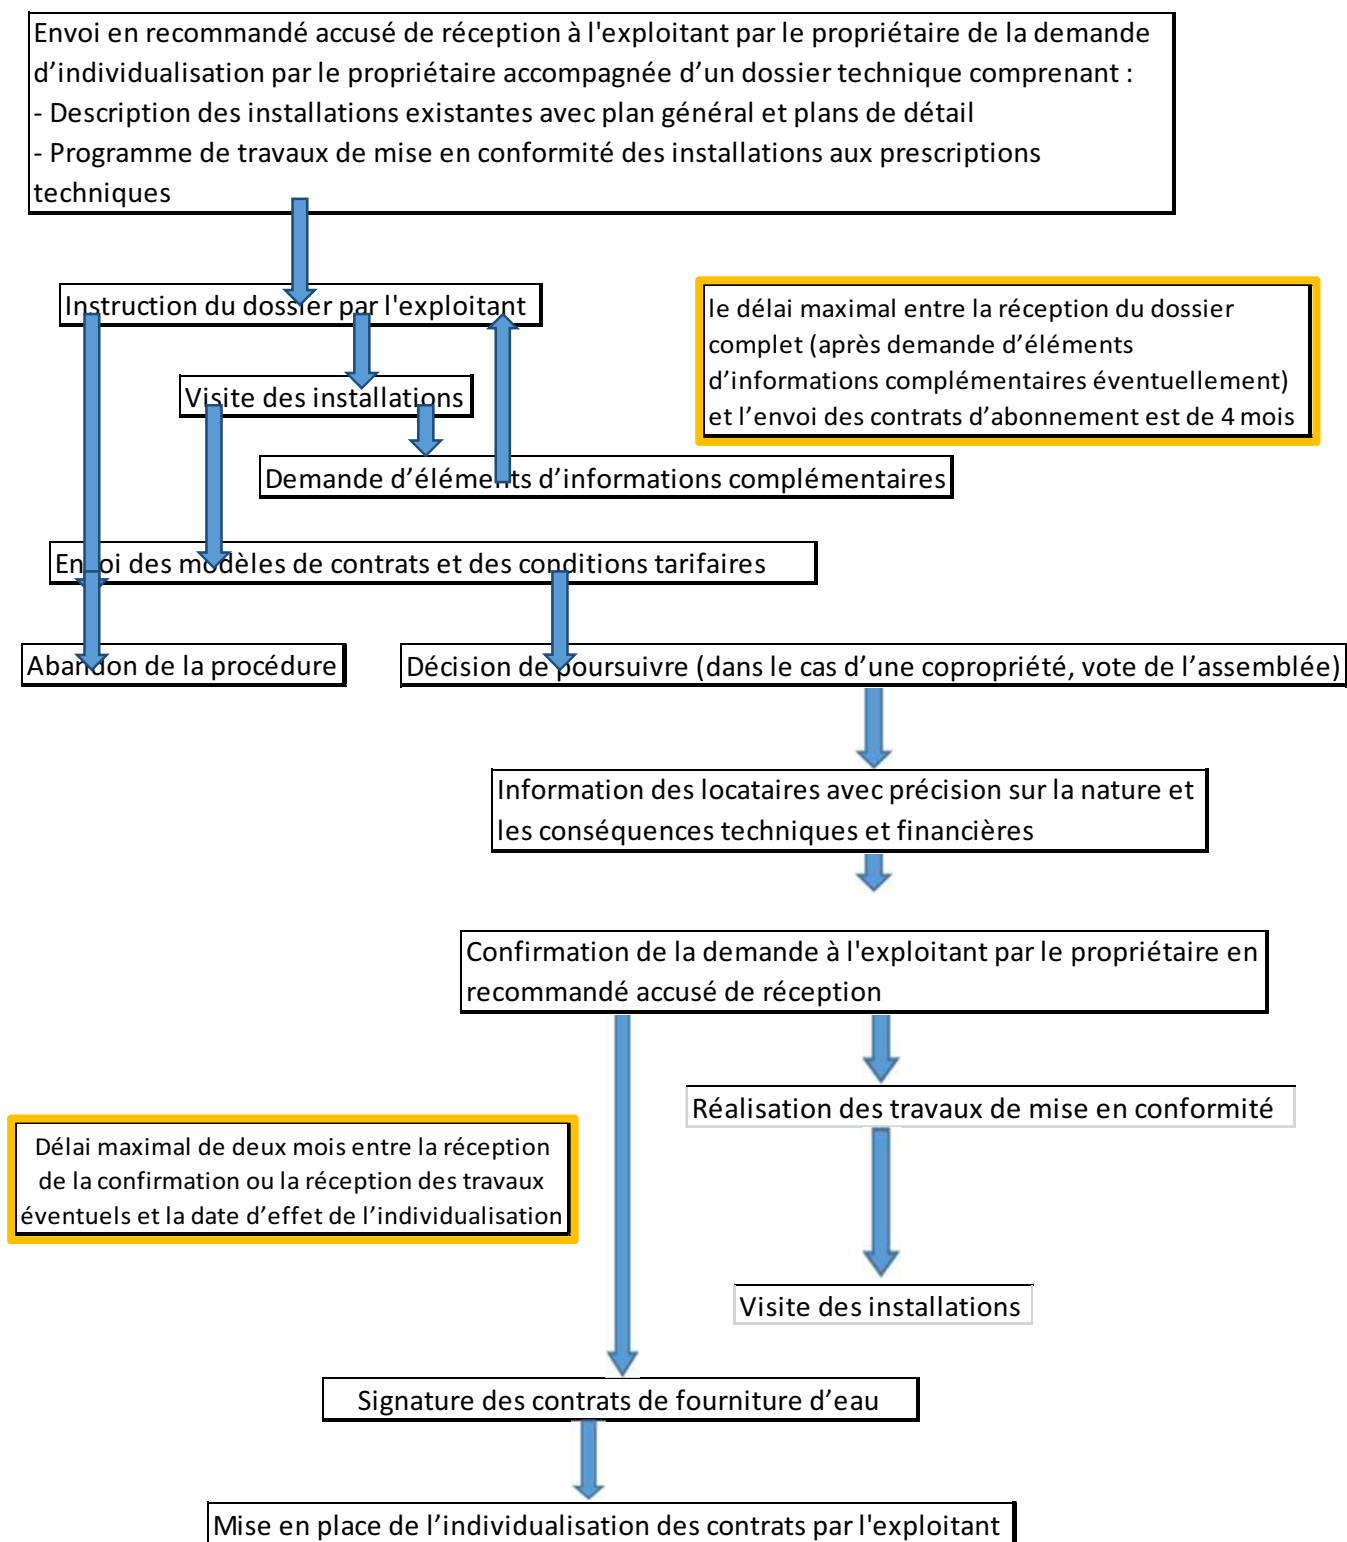 Envoi en recommandé accusé de réception à l'exploitant par le propriétaire de la demande
d’individualisation par le propriétaire accompagnée d’un dossier technique comprenant :
- Description des installations existantes avec plan général et plans de détail
- Programme de travaux de mise en conformité des installations aux prescriptions
techniques
Instruction du dossier par l'exploitant
le délai maximal entre la réception du dossier
complet (après demande d’éléments
d’informations complémentaires éventuellement)
et l’envoi des contrats d’abonnement est de 4 mois
Visite des installations
Demande d’éléments d’informations complémentaires
Envoi des modèles de contrats et des conditions tarifaires
Abandon de la procédure
Décision de poursuivre (dans le cas d’une copropriété, vote de l’assemblée)
Information des locataires avec précision sur la nature et
les conséquences techniques et financières
Confirmation de la demande à l'exploitant par le propriétaire en
recommandé accusé de réception
Réalisation des travaux de mise en conformité
Délai maximal de deux mois entre la réception
de la confirmation ou la réception des travaux
éventuels et la date d’effet de l’individualisation
Visite des installations
Signature des contrats de fourniture d’eau
Mise en place de l’individualisation des contrats par l'exploitant